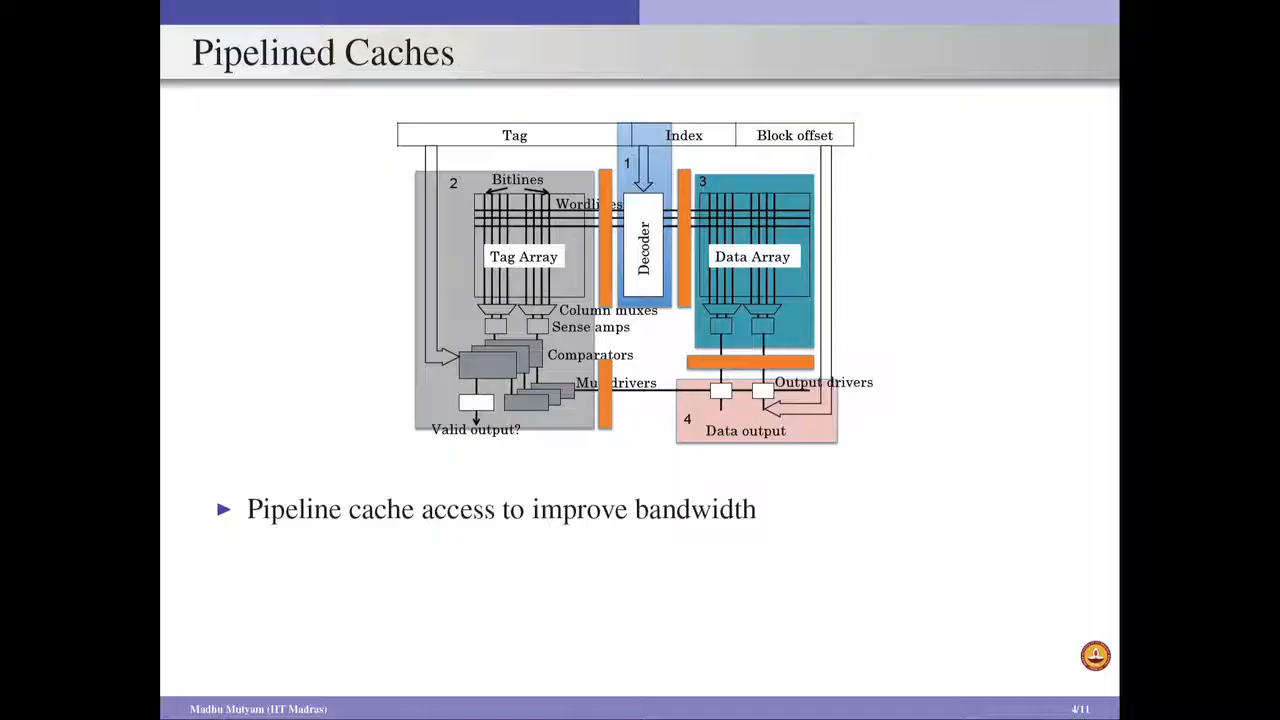 Pipelined Caches
Tag
Index
Block offset
1
2
Bitlines
3
Wordlines
Decoder
Tag Array
Data Array
Column muxes
Sense amps
Comparators
Mux drivers
Output drivers
4
Valid output?
Data output
Pipeline cache access to improve bandwidth
Madhu Mutyam (IIT Madras)
4/11